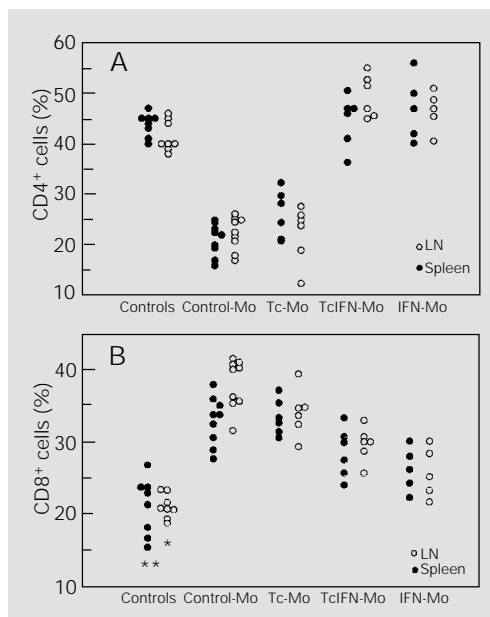 60
A
50
40
30
20
10
CD4+ cells (%)
LN
Spleen
Controls Control-Mo Tc-Mo TcIFN-Mo IFN-Mo
B
40
30
20
10
CD8+ cells (%)
* *
*
LN
Spleen
Controls Control-Mo Tc-Mo TcIFN-Mo IFN-Mo